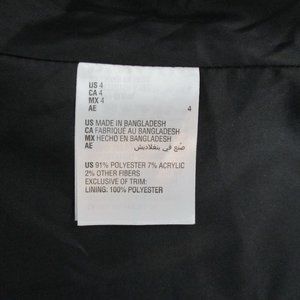 US 4
CA 4
MX 4
AE 4
US MADE IN BANGLADESH
CA FABRIQUÉ AU BANGLADESH
MX HECHO EN BANGLADESH
AE صنع في بنغلاديش
US 91% POLYESTER 7% ACRYLIC
2% OTHER FIBERS
EXCLUSIVE OF TRIM:
LINING: 100% POLYESTER